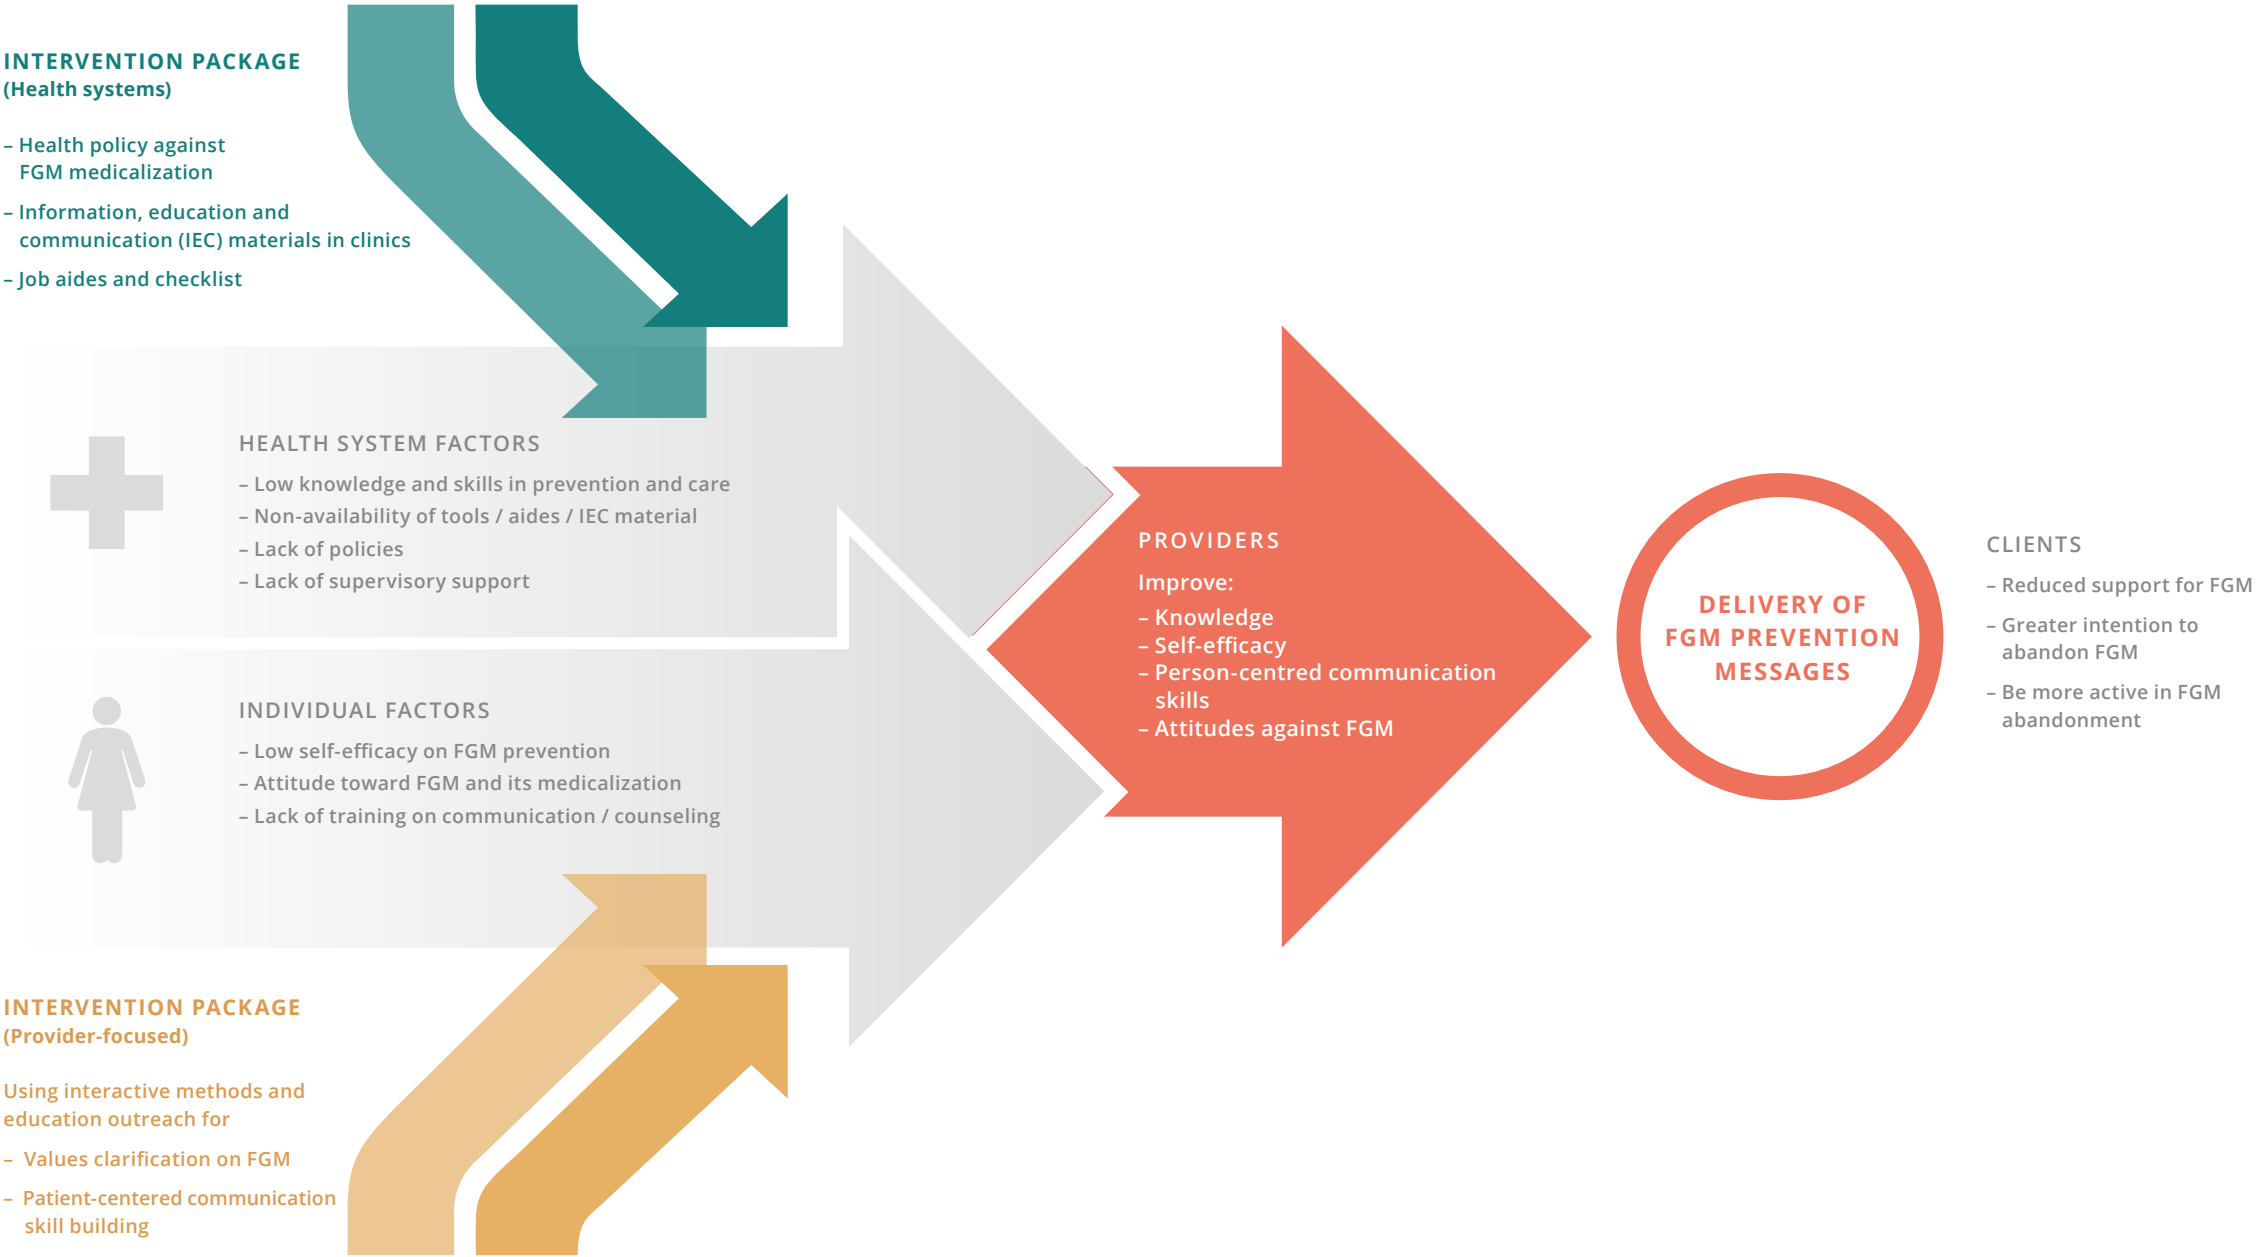 INTERVENTION PACKAGE
(Health systems)
– Health policy against
FGM medicalization
– Information, education and
communication (IEC) materials in clinics
– Job aides and checklist
HEALTH SYSTEM FACTORS
– Low knowledge and skills in prevention and care
– Non-availability of tools / aides / IEC material
– Lack of policies
– Lack of supervisory support
INDIVIDUAL FACTORS
– Low self-efficacy on FGM prevention
– Attitude toward FGM and its medicalization
– Lack of training on communication / counseling
INTERVENTION PACKAGE
(Provider-focused)
Using interactive methods and
education outreach for
– Values clarification on FGM
– Patient-centered communication
skill building
PROVIDERS
Improve:
– Knowledge
– Self-efficacy
– Person-centred communication
skills
– Attitudes against FGM
DELIVERY OF
FGM PREVENTION
MESSAGES
CLIENTS
– Reduced support for FGM
– Greater intention to
abandon FGM
– Be more active in FGM
abandonment